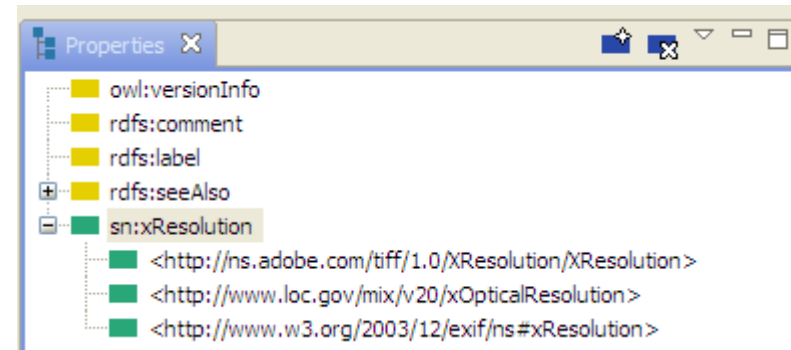 Properties
owl:versionInfo
rdfs:comment
rdfs:label
rdfs:seeAlso
sn:xResolution
<http://ns.adobe.com/tiff/1.0/XResolution/XResolution>
<http://www.loc.gov/mix/v20/xOpticalResolution>
<http://www.w3.org/2003/12/exif/ns#xResolution>